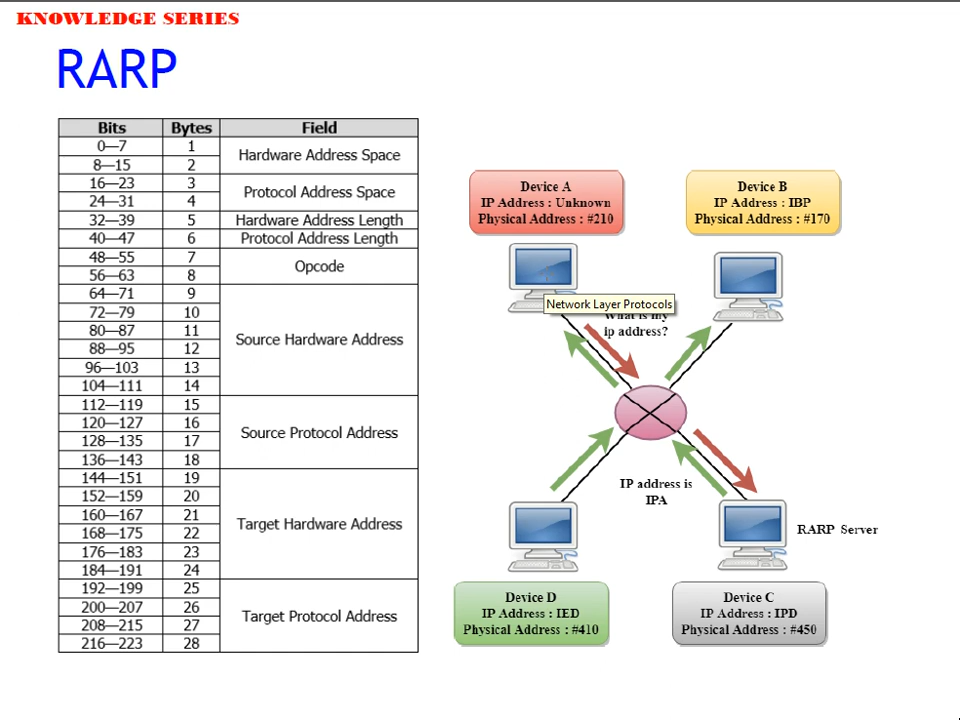 KNOWLEDGE SERIES
RARP
Bits Bytes Field
0—7 1 Hardware Address Space
8—15 2
16—23 3 Protocol Address Space
24—31 4
32—39 5 Hardware Address Length
40—47 6 Protocol Address Length
48—55 7 Opcode
56—63 8
64—71 9 Source Hardware Address
72—79 10
80—87 11
88—95 12
96—103 13
104—111 14
112—119 15 Source Protocol Address
120—127 16
128—135 17
136—143 18
144—151 19 Target Hardware Address
152—159 20
160—167 21
168—175 22
176—183 23
184—191 24
192—199 25 Target Protocol Address
200—207 26
208—215 27
216—223 28
Device A
IP Address : Unknown
Physical Address : #210
Device B
IP Address : IBP
Physical Address : #170
Network Layer Protocols
What is my
ip address?
IP address is
IPA
RARP Server
Device D
IP Address : IED
Physical Address : #410
Device C
IP Address : IPD
Physical Address : #450